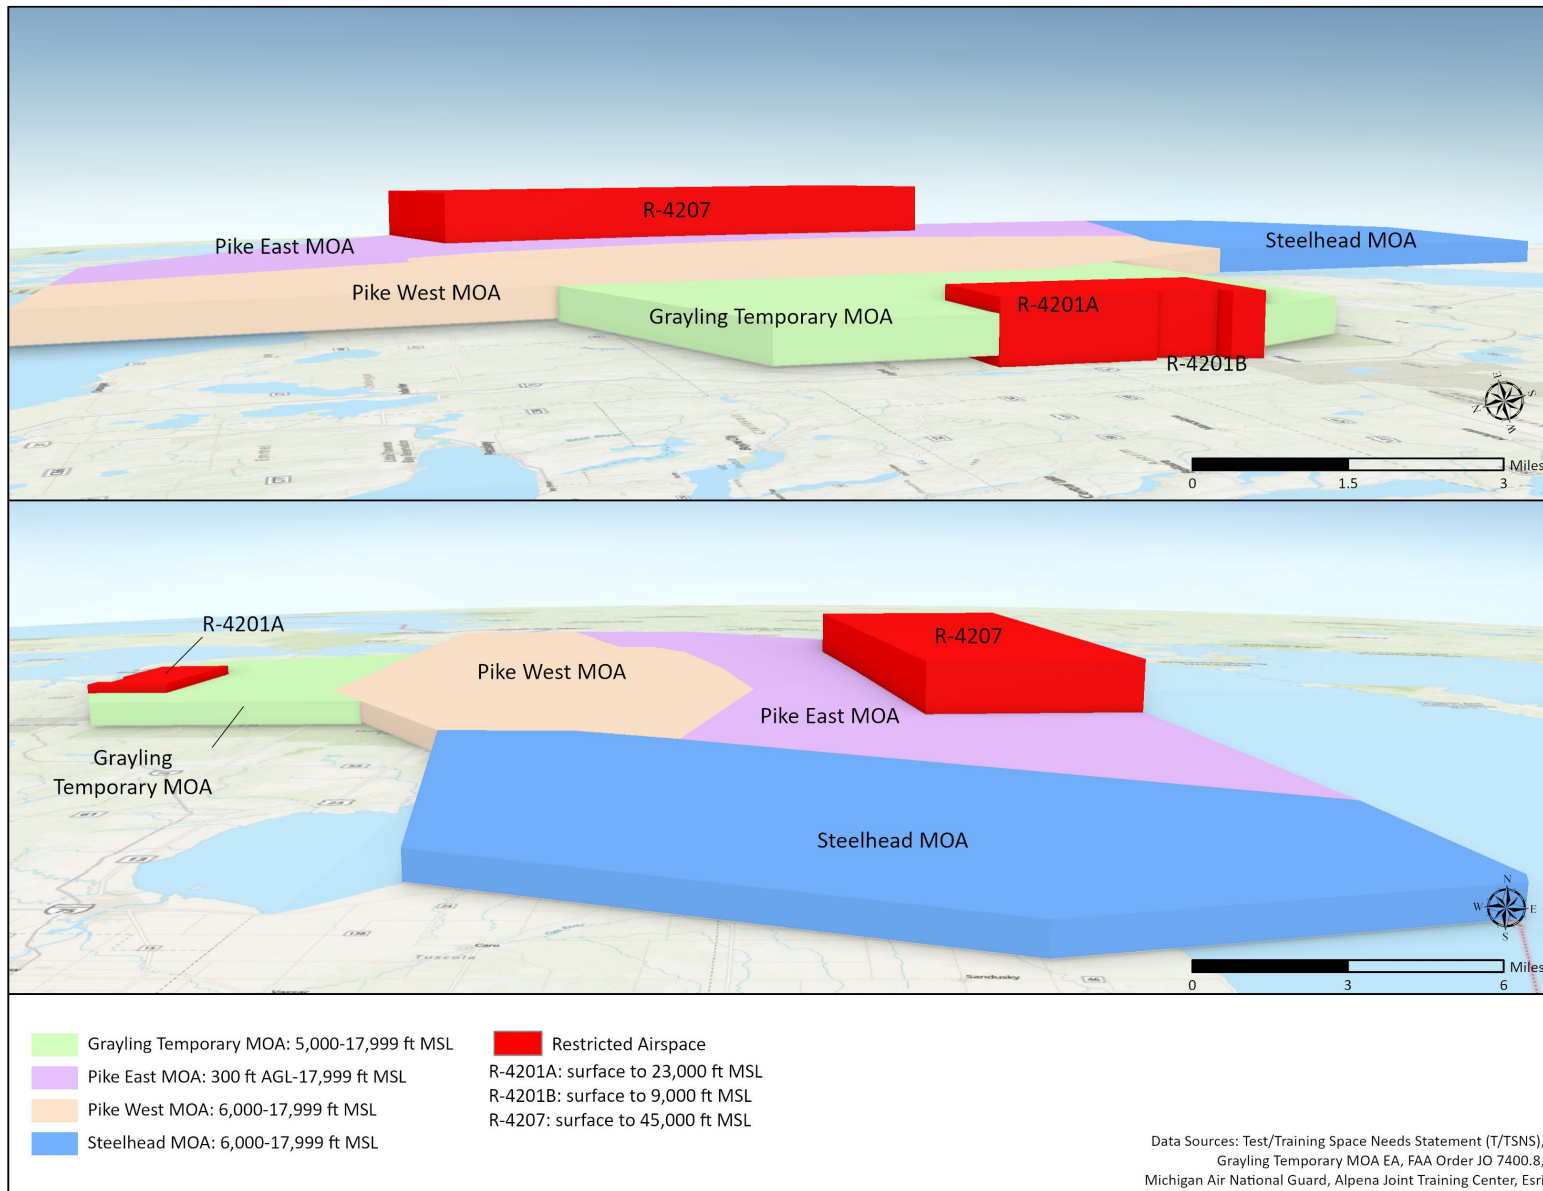 R-4207
Pike East MOA
Steelhead MOA
Pike West MOA
R-4201A
Grayling Temporary MOA
R-4201B
N
E
S
W
Emmet
Miles
0 1.5 3
R-4201A
R-4207
Pike West MOA
Pike East MOA
Grayling
Temporary MOA
Steelhead MOA
75
Caro
Tuscola
Sandusky
46
N
W E
S
Miles
0 3 6
Grayling Temporary MOA: 5,000-17,999 ft MSL
Pike East MOA: 300 ft AGL-17,999 ft MSL
Pike West MOA: 6,000-17,999 ft MSL
Steelhead MOA: 6,000-17,999 ft MSL
Restricted Airspace
R-4201A: surface to 23,000 ft MSL
R-4201B: surface to 9,000 ft MSL
R-4207: surface to 45,000 ft MSL
Data Sources: Test/Training Space Needs Statement (T/TSNS),
Grayling Temporary MOA EA, FAA Order JO 7400.8,
Michigan Air National Guard, Alpena Joint Training Center, Esri